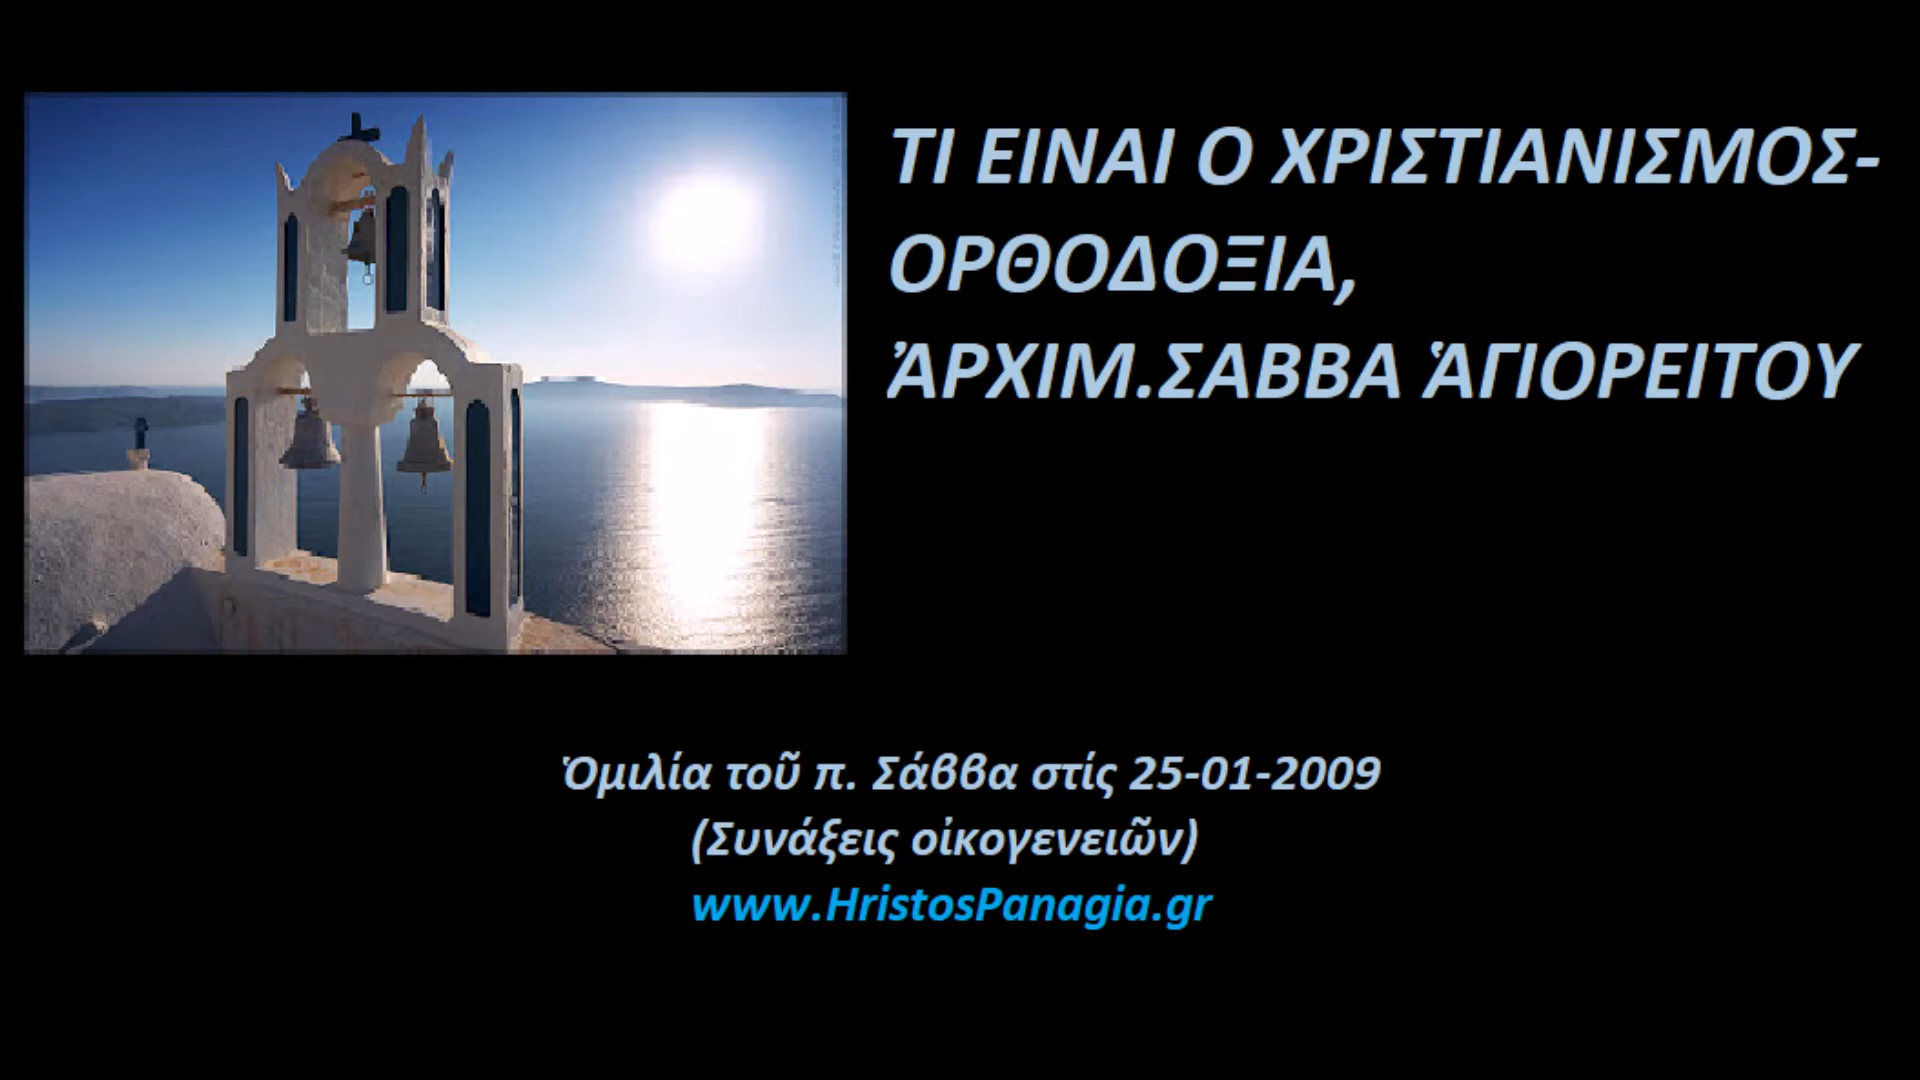 ΤΙ ΕΙΝΑΙ Ο ΧΡΙΣΤΙΑΝΙΣΜΟΣ-
ΟΡΘΟΔΟΞΙΑ,
ἈΡΧΙΜ.ΣΑΒΒΑ ἉΓΙΟΡΕΙΤΟΥ
Ὁμιλία τοῦ π. Σάββα στίς 25-01-2009
(Συνάξεις οἰκογενειῶν)
www.HristosPanagia.gr